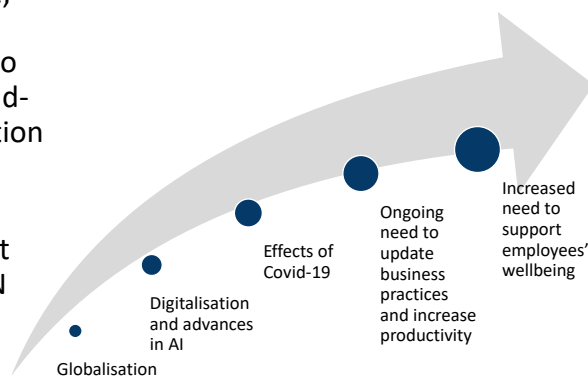 o
d-
tion
t
N
Globalisation
Digitalisation
and advances
in AI
Effects of
Covid-19
Ongoing
need to
update
business
practices
and increase
productivity
Increased
need to
support
employees'
wellbeing